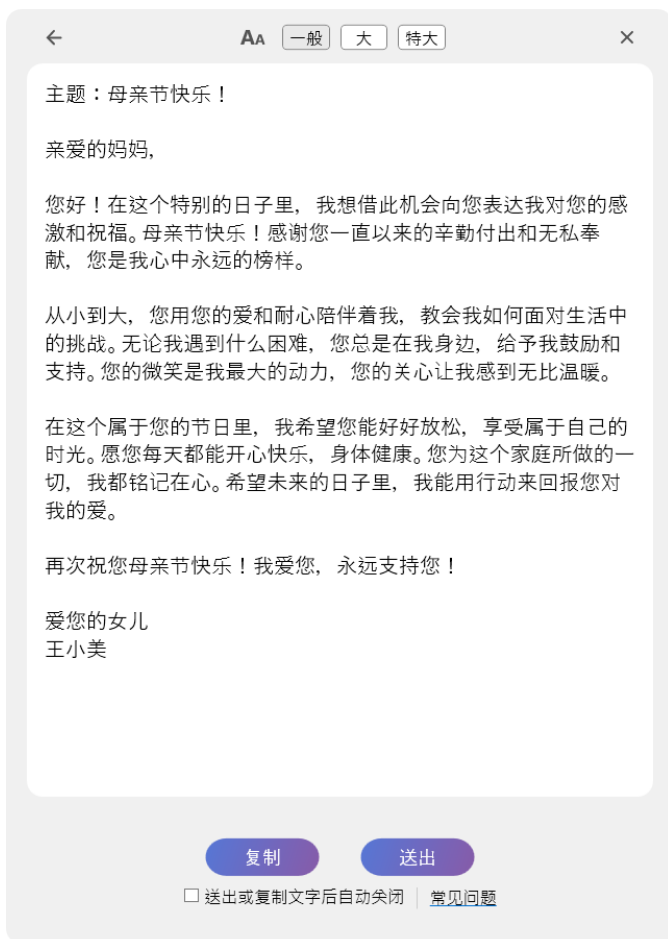 AA 一般 大 特大
主题：母亲节快乐！
亲爱的妈妈，
您好！在这个特别的日子里，我想借此机会向您表达我对您的感
激和祝福。母亲节快乐！感谢您一直以来的辛勤付出和无私奉
献，您是我心中永远的榜样。
从小到大，您用您的爱和耐心陪伴着我，教会我如何面对生活中
的挑战。无论我遇到什么困难，您总是在我身边，给予我鼓励和
支持。您的微笑是我最大的动力，您的关心让我感到无比温暖。
在这个属于您的节日里，我希望您能好好放松，享受属于自己的
时光。愿您每天都能开心快乐，身体健康。您为这个家庭所做的一
切，我都铭记在心。希望未来的日子里，我能用行动来回报您对
我的爱。
再次祝您母亲节快乐！我爱您，永远支持您！
爱您的女儿
王小美
复制 送出
送出或复制文字后自动关闭 常见问题